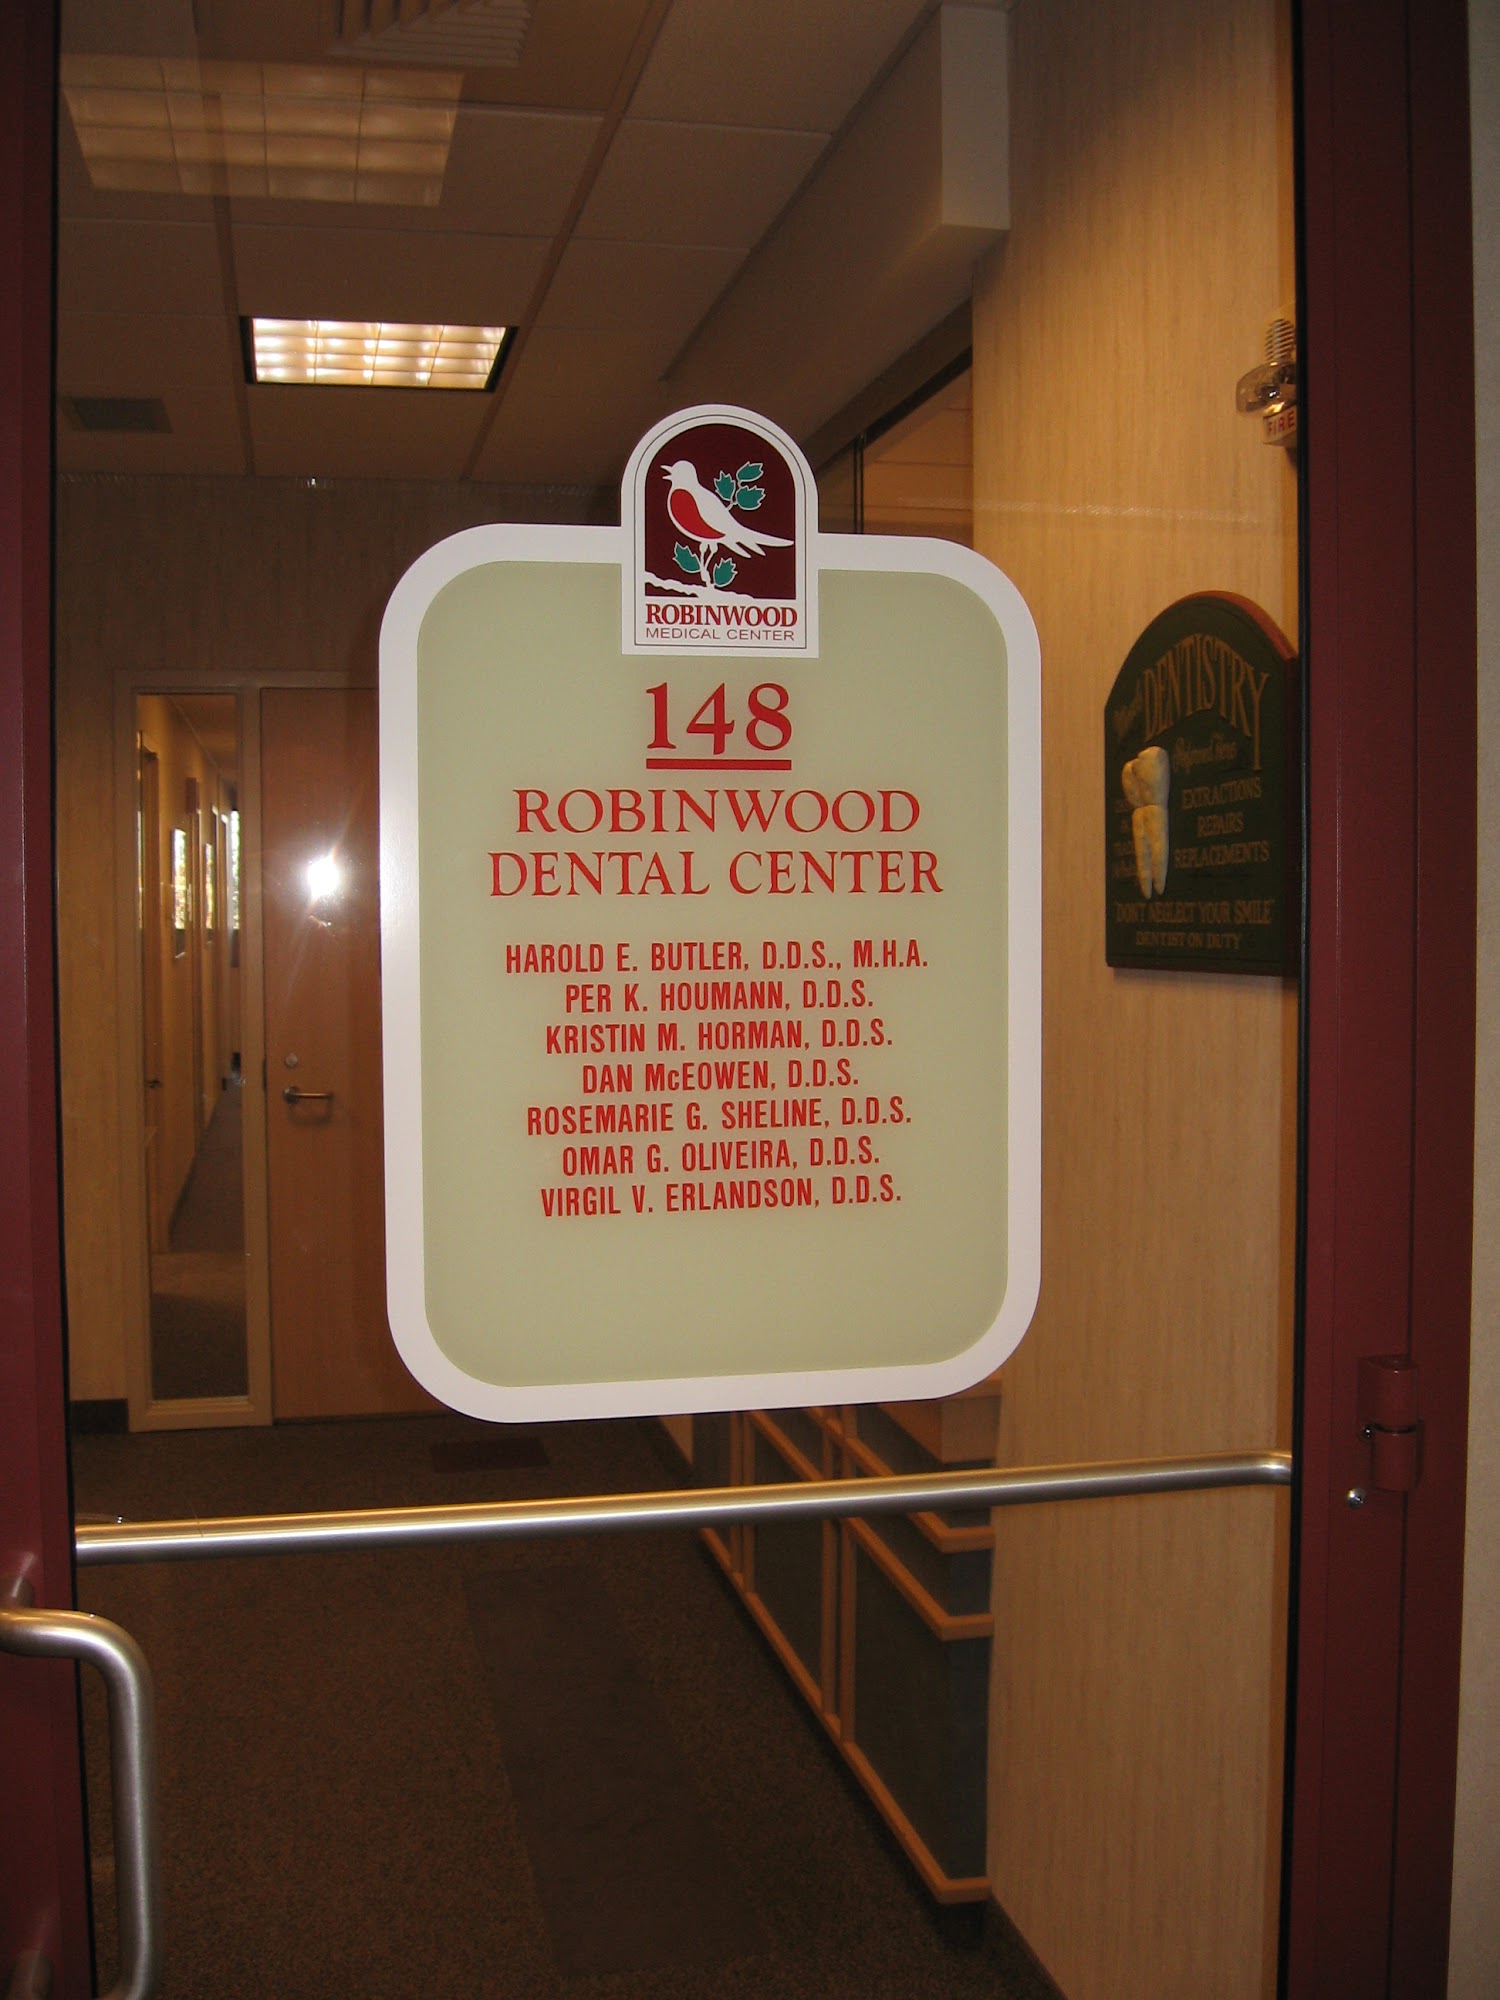 ROBINWOOD
MEDICAL CENTER
148
ROBINWOOD
DENTAL CENTER
HAROLD E. BUTLER, D.D.S., M.H.A.
PER K. HOUMANN, D.D.S.
KRISTIN M. HORMAN, D.D.S.
DAN McEOWEN, D.D.S.
ROSEMARIE G. SHELINE, D.D.S.
OMAR G. OLIVEIRA, D.D.S.
VIRGIL V. ERLANDSON, D.D.S.
FIRE
DENTISTRY
EXTRACTIONS
REPAIRS
REPLACEMENTS
"DONT NEGLECT YOUR SMILE"
DENTIST ON DUTY